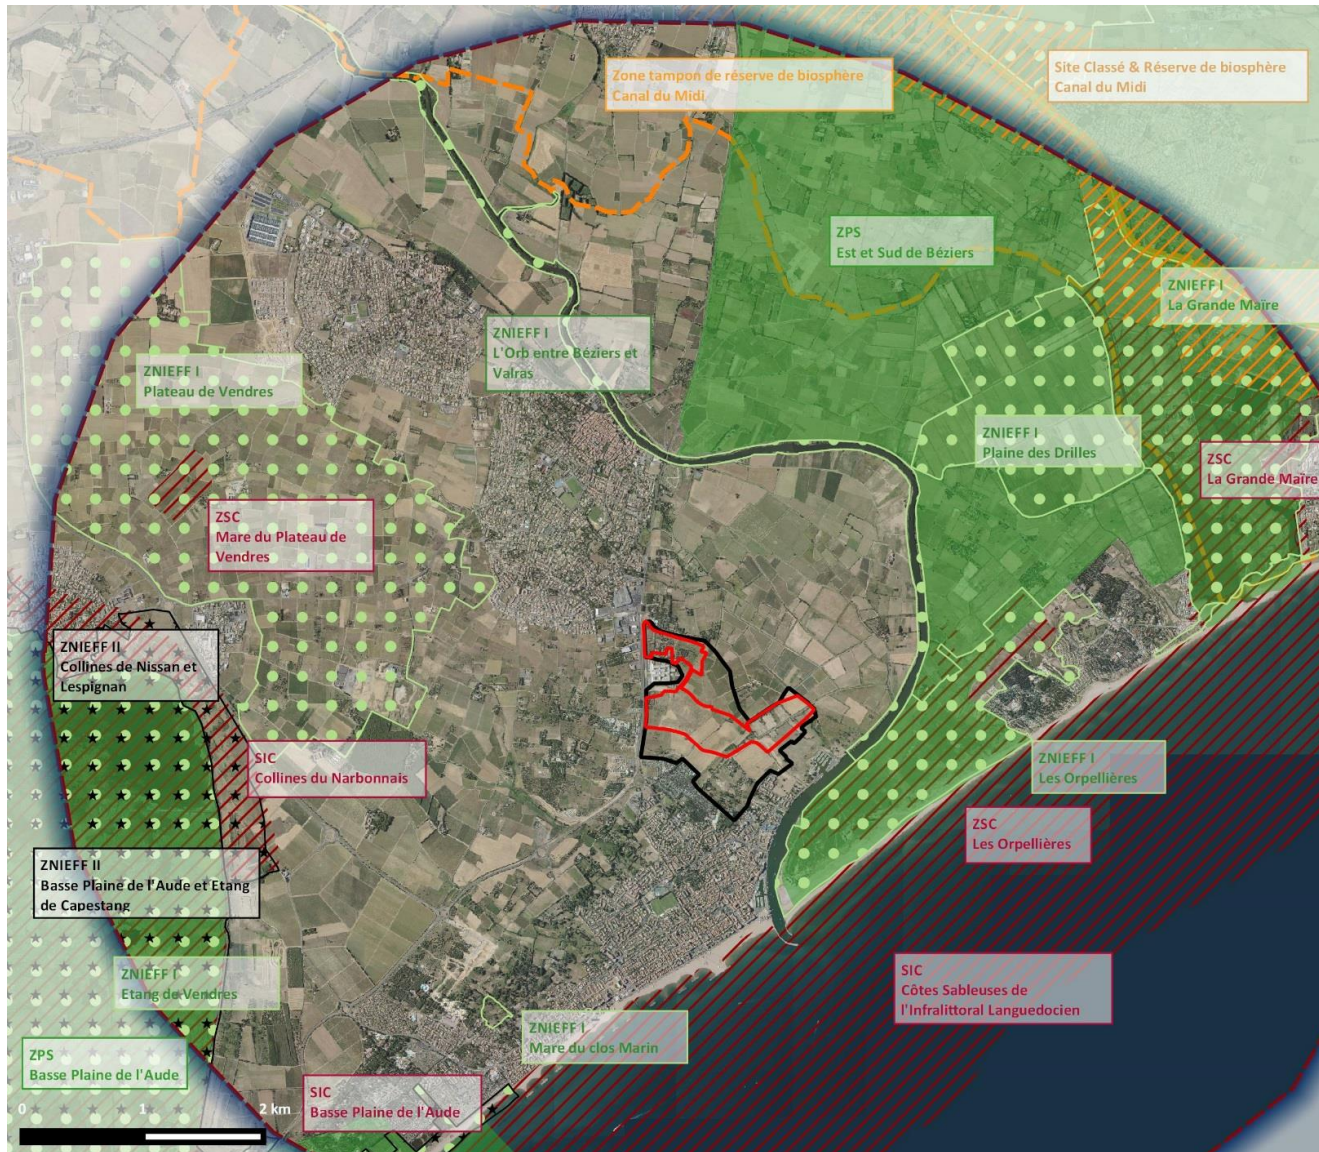 Zone tampon de réserve de biosphère
Canal du Midi
Site Classé & Réserve de biosphère
Canal du Midi
ZPS
Est et Sud de Béziers
ZNIEFF I
La Grande Maïre
ZNIEFF I
L'Orb entre Béziers et
Valras
ZNIEFF I
Plateau de Vendres
ZNIEFF I
Plaine des Drilles
ZSC
La Grande Maïre
ZSC
Mare du Plateau de
Vendres
ZNIEFF II
Collines de Nissan et
Lespignan
SIC
Collines du Narbonnais
ZNIEFF I
Les Orpellières
ZSC
Les Orpellières
ZNIEFF II
Basse Plaine de l'Aude et Etang
de Capestang
ZNIEFF I
Etang de Vendres
SIC
Côtes Sableuses de
l'Infralittoral Languedocien
ZNIEFF I
Mare du clos Marin
ZPS
Basse Plaine de l'Aude
SIC
Basse Plaine de l'Aude
0 1 2 km